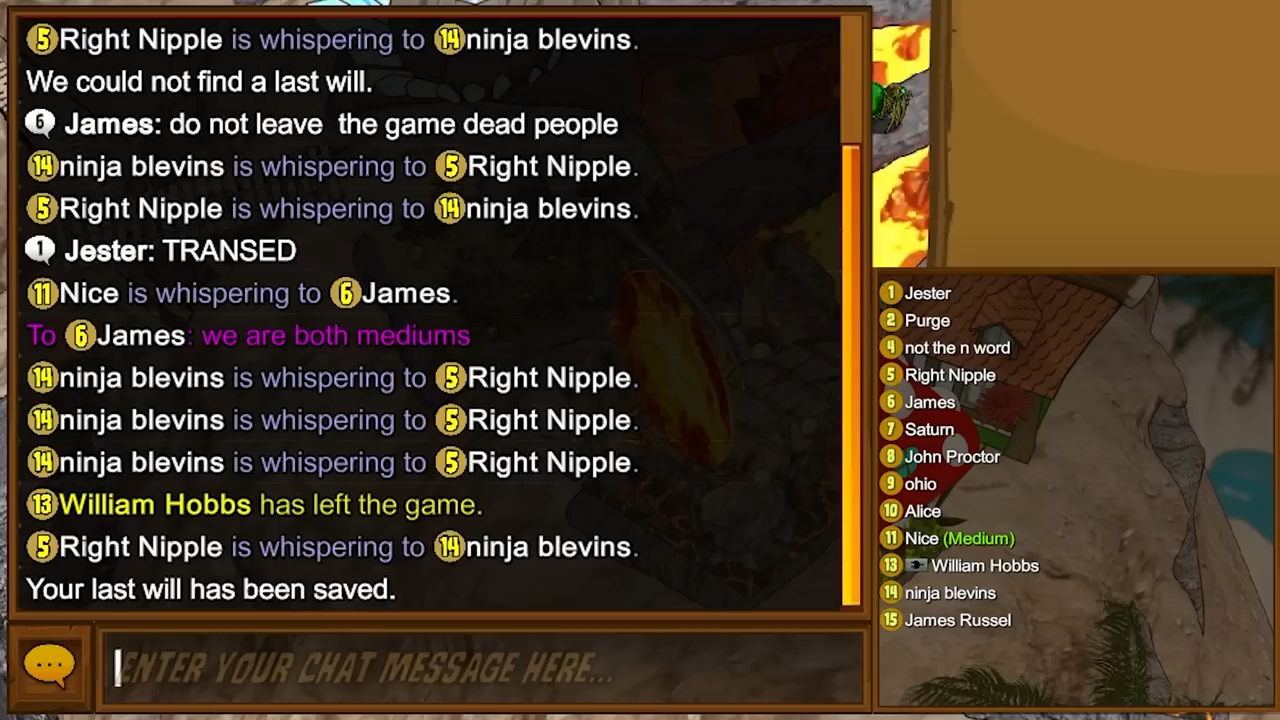 5 Right Nipple is whispering to 14 ninja blevins.
We could not find a last will.
6 James: do not leave the game dead people
14 ninja blevins is whispering to 5 Right Nipple.
5 Right Nipple is whispering to 14 ninja blevins.
1 Jester: TRANSED
11 Nice is whispering to 6 James.
To 6 James: we are both mediums
14 ninja blevins is whispering to 5 Right Nipple.
14 ninja blevins is whispering to 5 Right Nipple.
14 ninja blevins is whispering to 5 Right Nipple.
13 William Hobbs has left the game.
5 Right Nipple is whispering to 14 ninja blevins.
Your last will has been saved.
ENTER YOUR CHAT MESSAGE HERE...
1 Jester
2 Purge
4 not the n word
5 Right Nipple
6 James
7 Saturn
8 John Proctor
9 ohio
10 Alice
11 Nice (Medium)
13 William Hobbs
14 ninja blevins
15 James Russel